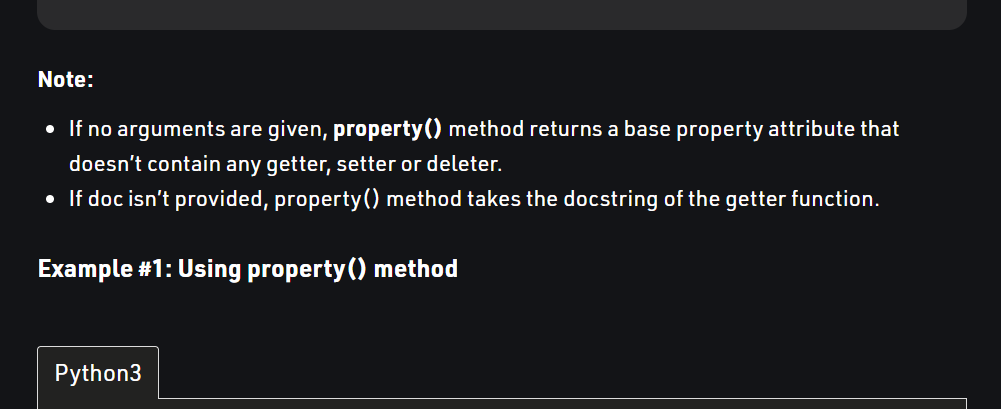 Note:
• If no arguments are given, property() method returns a base property attribute that
doesn’t contain any getter, setter or deleter.
• If doc isn’t provided, property() method takes the docstring of the getter function.
Example #1: Using property() method
Python3